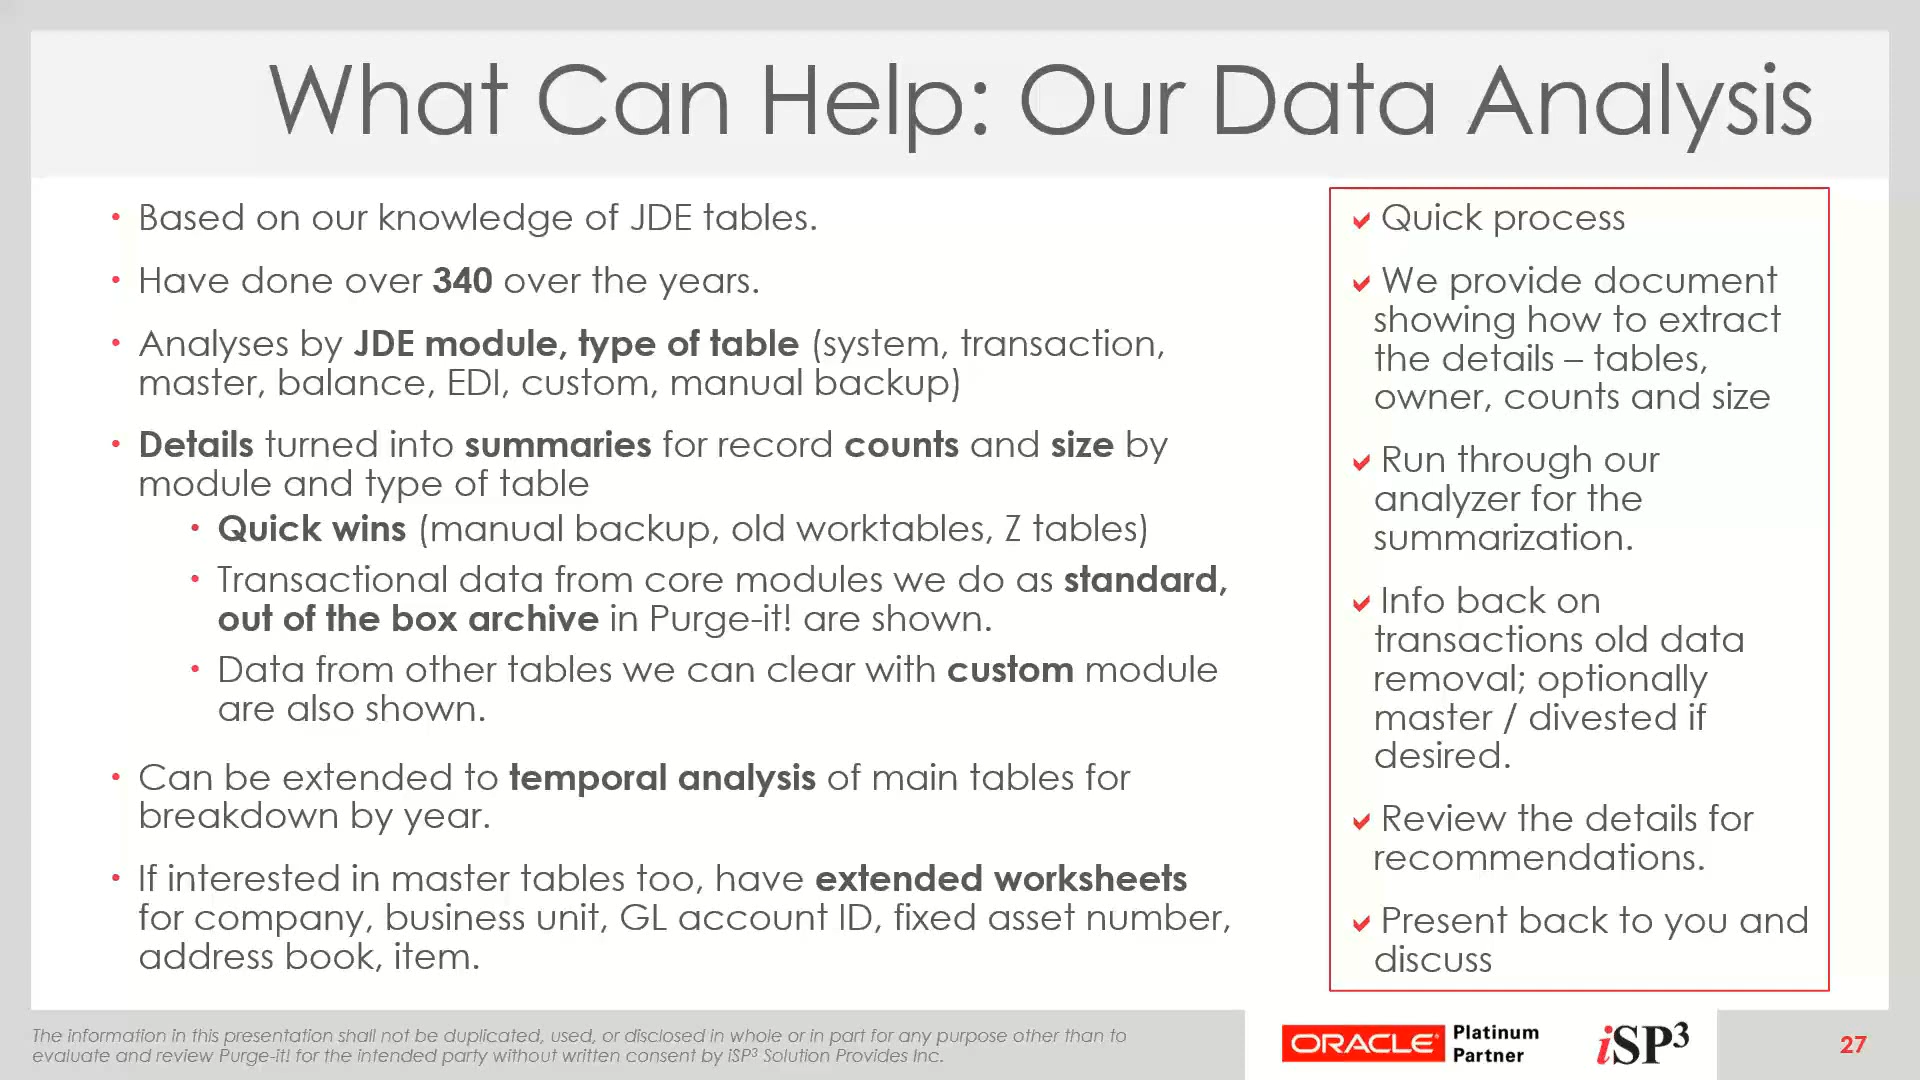 What Can Help: Our Data Analysis
• Based on our knowledge of JDE tables.
• Have done over 340 over the years.
• Analyses by JDE module, type of table (system, transaction,
master, balance, EDI, custom, manual backup)
• Details turned into summaries for record counts and size by
module and type of table
• Quick wins (manual backup, old worktables, Z tables)
• Transactional data from core modules we do as standard,
out of the box archive in Purge-it! are shown.
• Data from other tables we can clear with custom module
are also shown.
• Can be extended to temporal analysis of main tables for
breakdown by year.
• If interested in master tables too, have extended worksheets
for company, business unit, GL account ID, fixed asset number,
address book, item.
✓ Quick process
✓ We provide document
showing how to extract
the details – tables,
owner, counts and size
✓ Run through our
analyzer for the
summarization.
✓ Info back on
transactions old data
removal; optionally
master / divested if
desired.
✓ Review the details for
recommendations.
✓ Present back to you and
discuss
The information in this presentation shall not be duplicated, used, or disclosed in whole or in part for any purpose other than to
evaluate and review Purge-it! for the intended party without written consent by iSP³ Solution Provides Inc.
ORACLE Platinum
Partner
iSP³
27